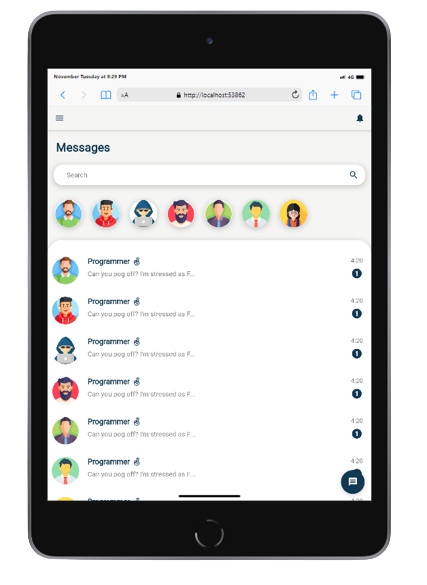 November Tuesday at 9:29 PM
4G
AA
http://localhost:53862
Messages
Search
Programmer
4:20
Can you pog off? I'm stressed as F...
1
Programmer
4:20
Can you pog off? I'm stressed as F...
1
Programmer
4:20
Can you pog off? I'm stressed as F...
1
Programmer
4:20
Can you pog off? I'm stressed as F...
1
Programmer
4:20
Can you pog off? I'm stressed as F...
1
Programmer
4:20
Can you pog off? I'm stressed as F...
Programmer